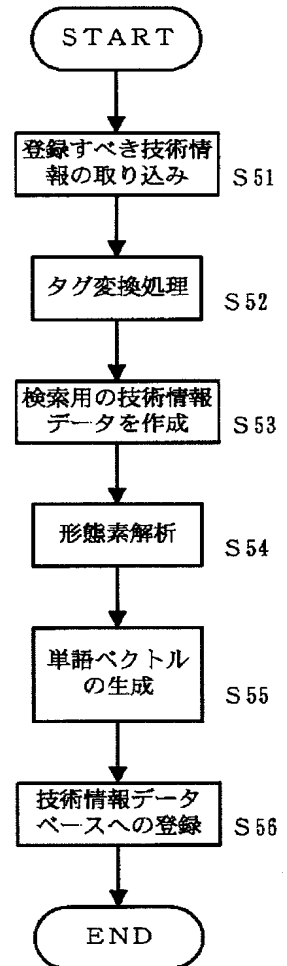 START
登録すべき技術情
報の取り込み
S51
タグ変換処理
S52
検索用の技術情報
データを作成
S53
形態素解析
S54
単語ベクトル
の生成
S55
技術情報データ
ベースへの登録
S56
END